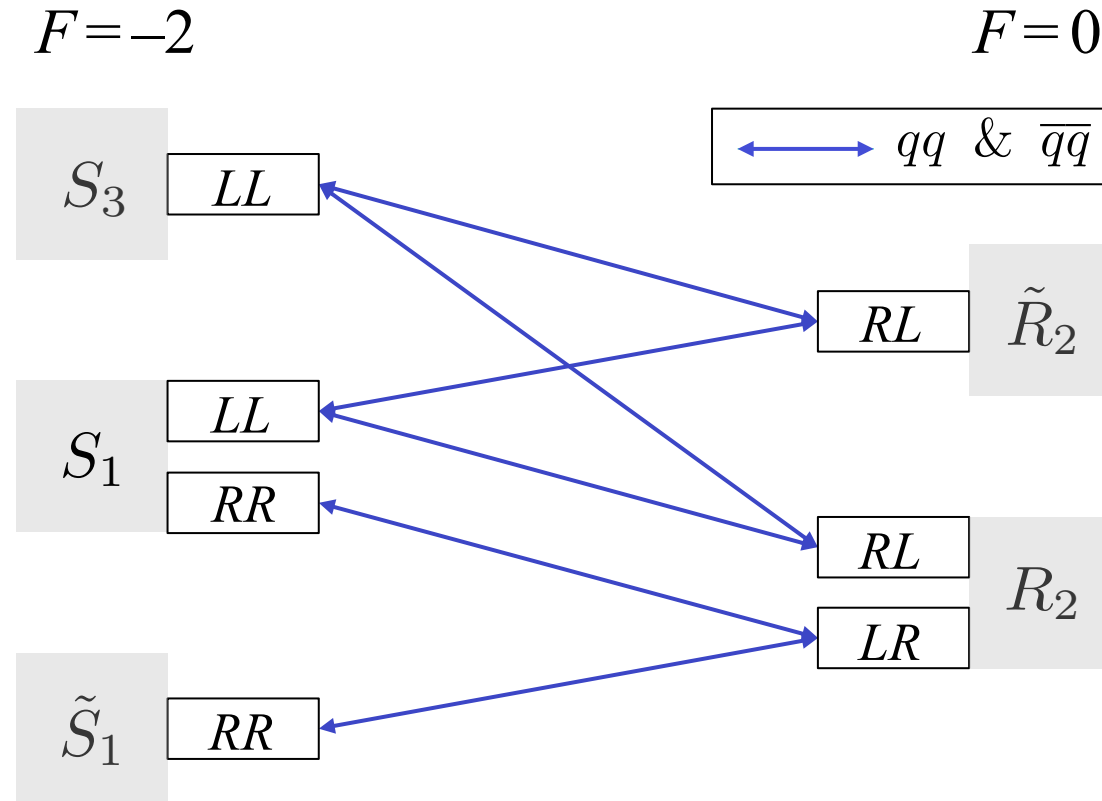 F = –2
F = 0
qq & q̅q̅
S₃
LL
R̃₂
RL
S₁
LL
RR
R₂
RL
LR
S̃₁
RR